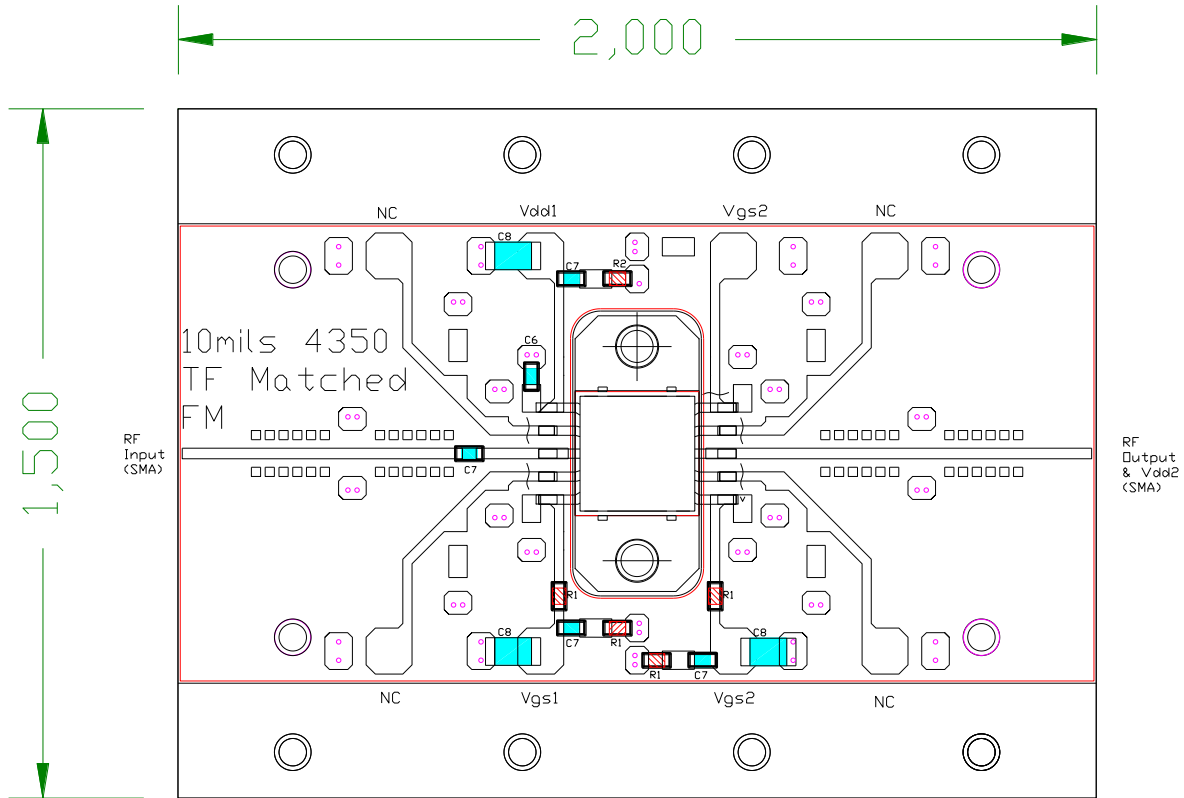 2,000
NC
Vdd1
Vgs2
NC
C8
C7
R2
10mils 4350
TF Matched
FM
C6
1,500
RF
Input
(SMA)
C7
RF
Output
& Vdd2
(SMA)
v
R1
R1
C8
C7
R1
C8
R1
C7
NC
Vgs1
Vgs2
NC